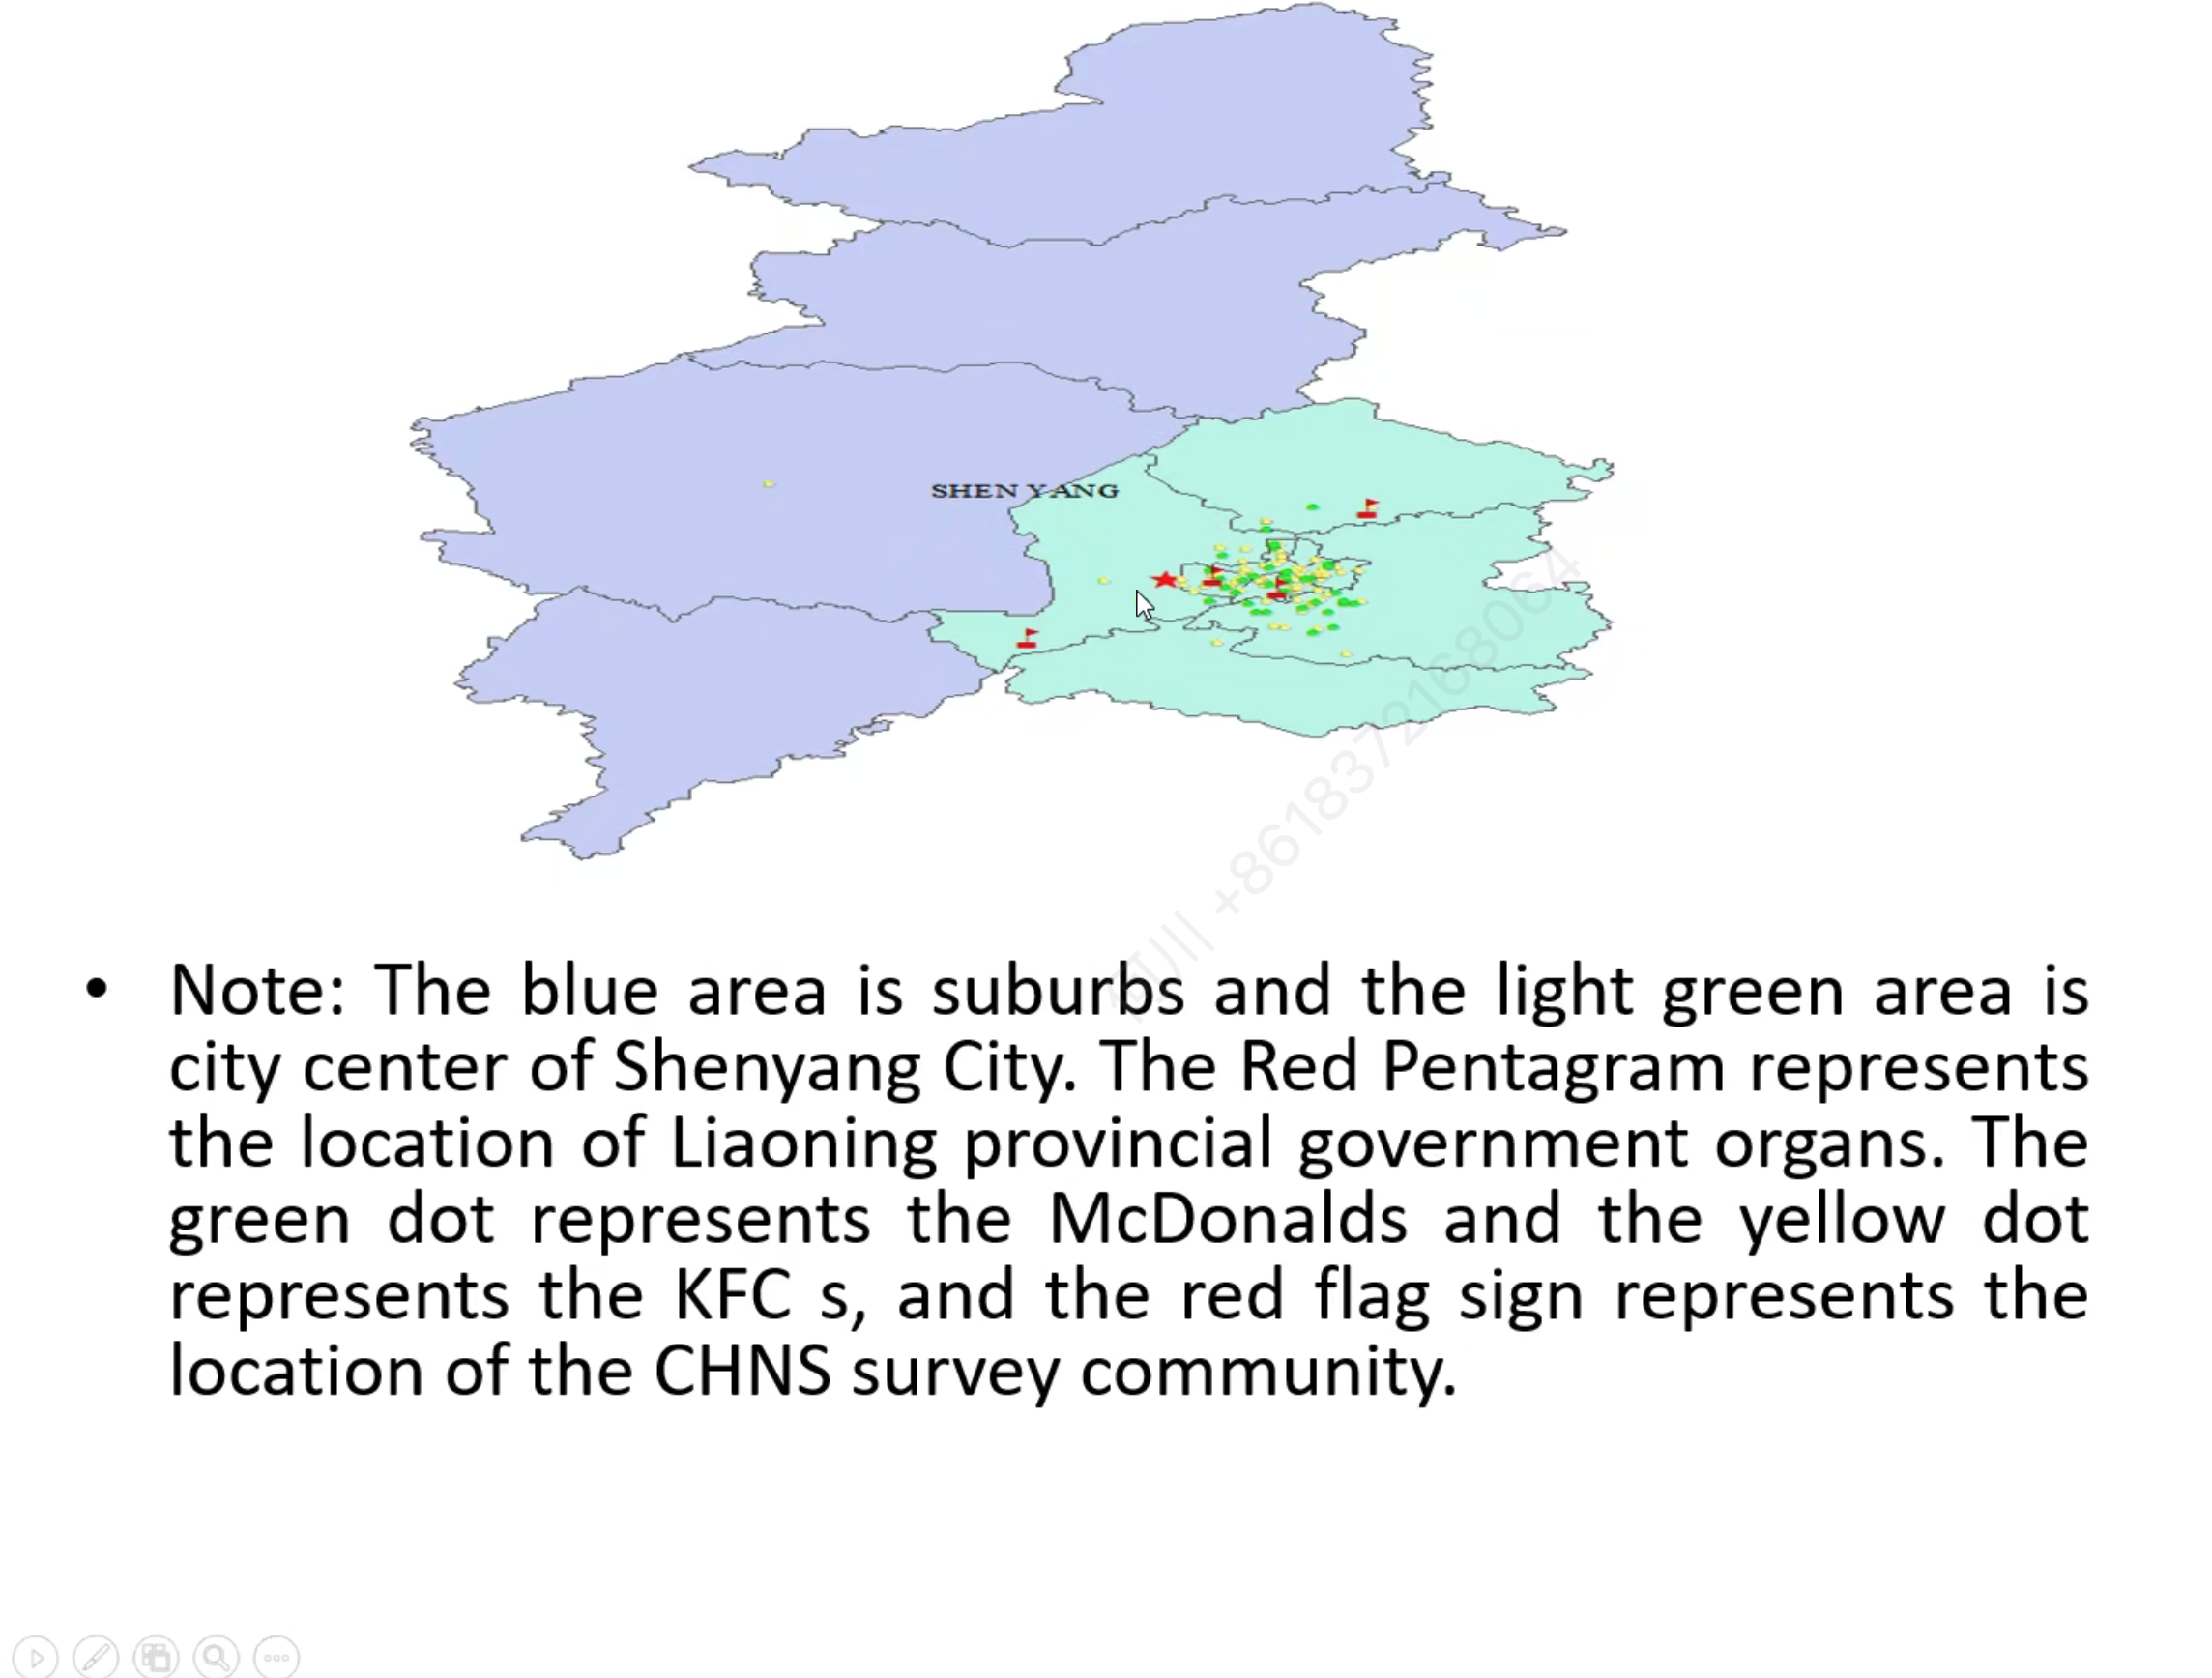 SHEN YANG
+8618372168064
• Note: The blue area is suburbs and the light green area is
city center of Shenyang City. The Red Pentagram represents
the location of Liaoning provincial government organs. The
green dot represents the McDonalds and the yellow dot
represents the KFC s, and the red flag sign represents the
location of the CHNS survey community.